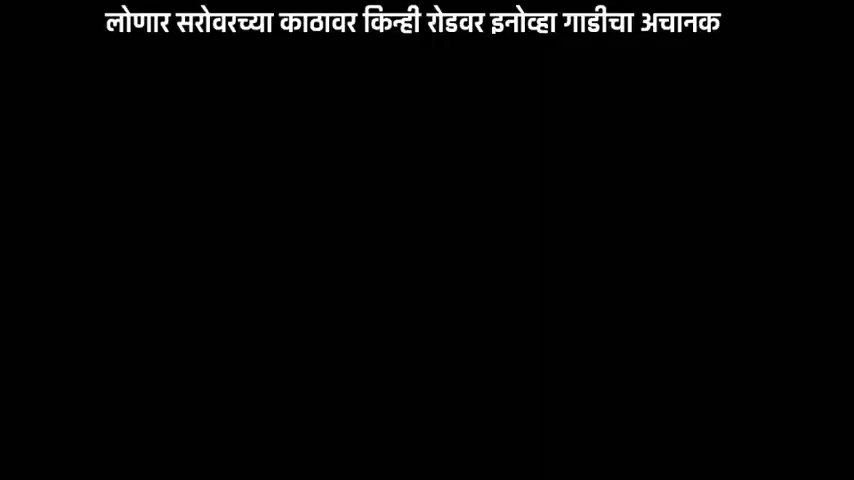 लोणार सरोवरच्या काठावर किन्ही रोडवर इनोव्हा गाडीचा अचानक